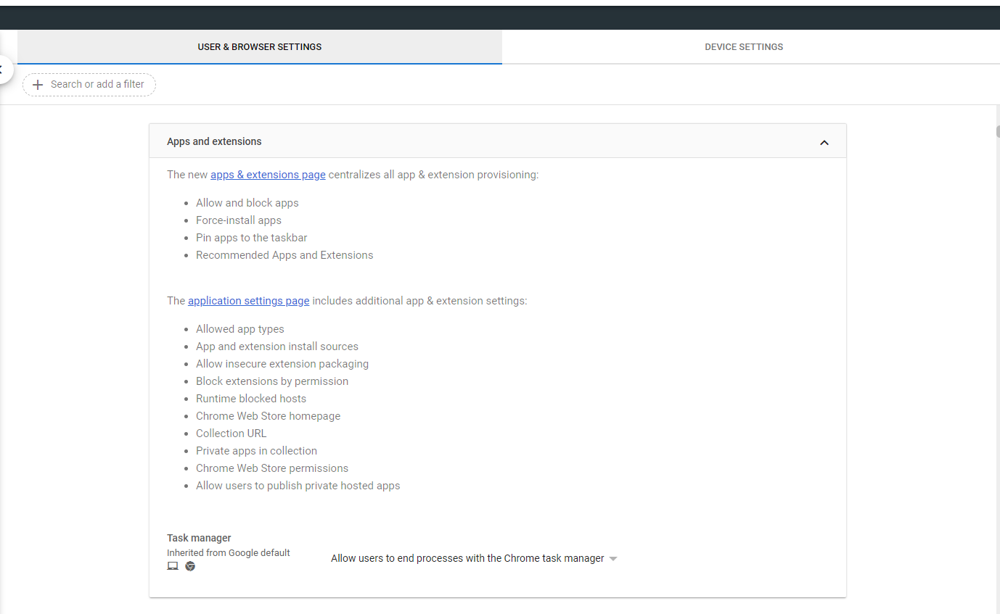 USER & BROWSER SETTINGS
DEVICE SETTINGS
Search or add a filter
Apps and extensions
The new apps & extensions page centralizes all app & extension provisioning:
Allow and block apps
Force-install apps
Pin apps to the taskbar
Recommended Apps and Extensions
The application settings page includes additional app & extension settings:
Allowed app types
App and extension install sources
Allow insecure extension packaging
Block extensions by permission
Runtime blocked hosts
Chrome Web Store homepage
Collection URL
Private apps in collection
Chrome Web Store permissions
Allow users to publish private hosted apps
Task manager
Inherited from Google default
Allow users to end processes with the Chrome task manager